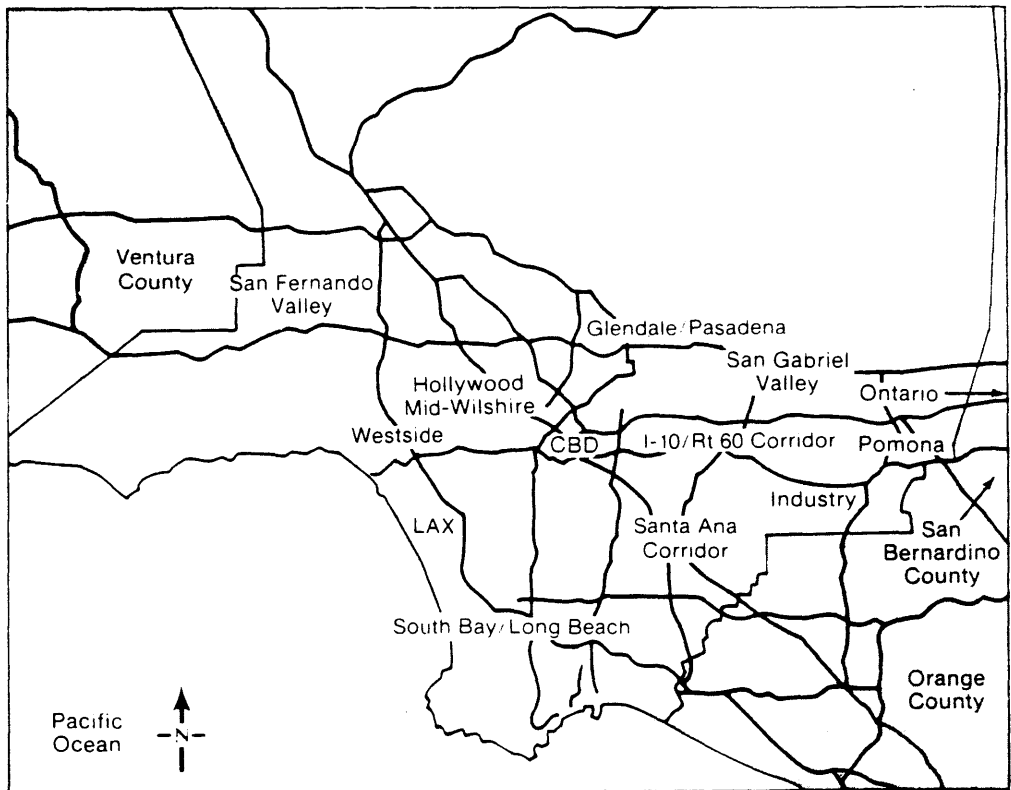 Ventura
County
San Fernando
Valley
Glendale/Pasadena
San Gabriel
Valley
Ontario
Hollywood
Mid-Wilshire
Westside
CBD
I-10/Rt 60 Corridor
Pomona
Industry
LAX
Santa Ana
Corridor
San
Bernardino
County
South Bay/Long Beach
Orange
County
Pacific
Ocean
N